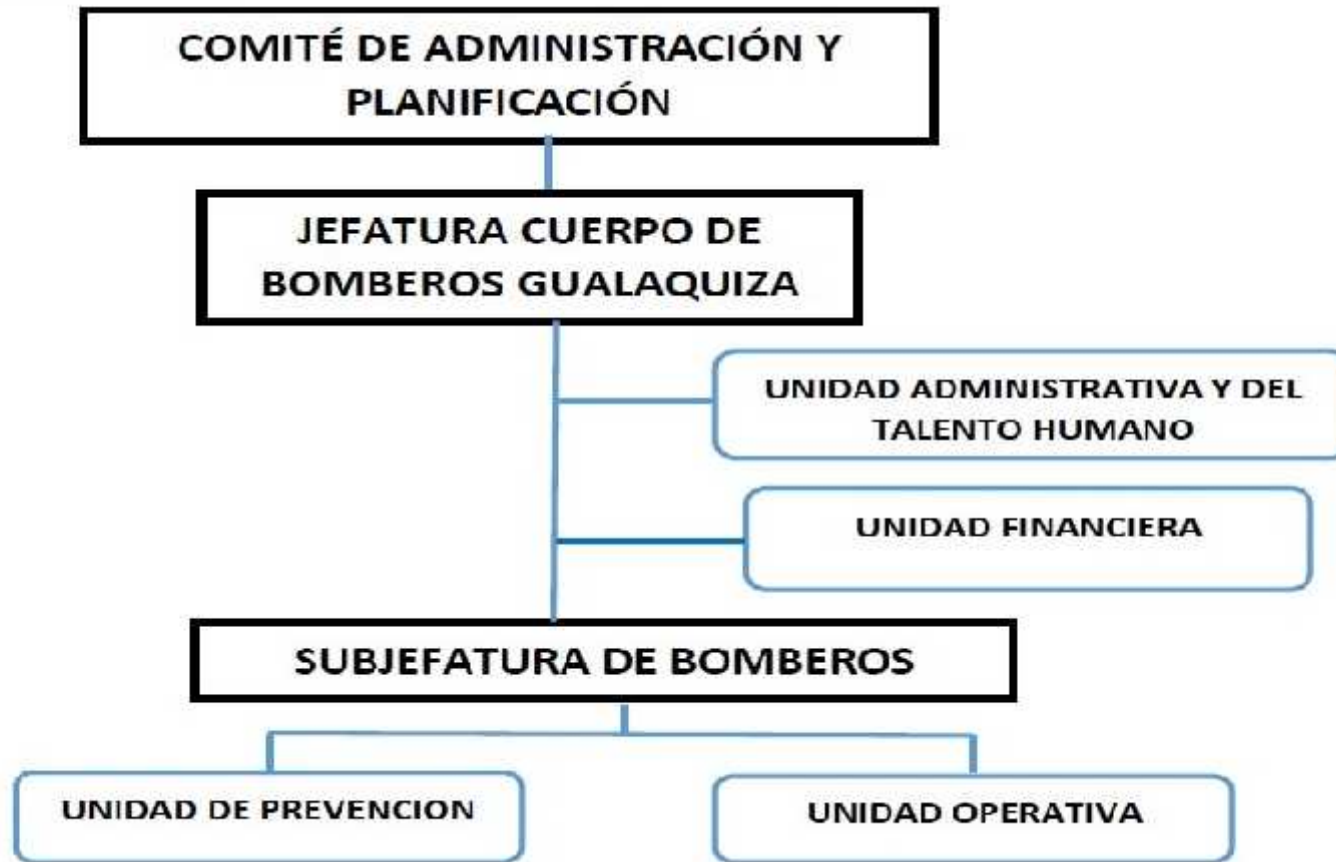 COMITÉ DE ADMINISTRACIÓN Y
PLANIFICACIÓN
JEFATURA CUERPO DE
BOMBEROS GUALAQUIZA
UNIDAD ADMINISTRATIVA Y DEL
TALENTO HUMANO
UNIDAD FINANCIERA
SUBJEFATURA DE BOMBEROS
UNIDAD DE PREVENCION
UNIDAD OPERATIVA